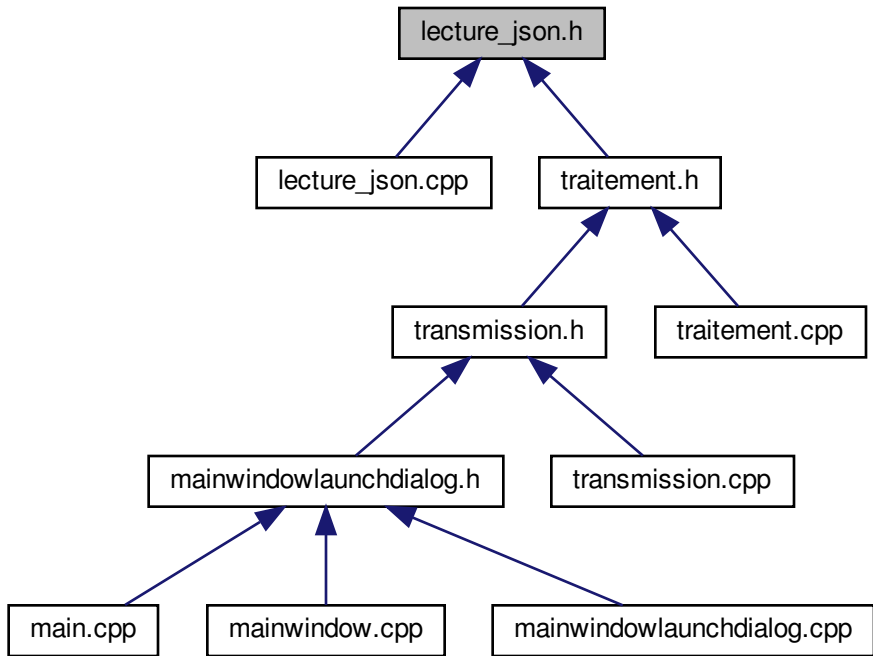 lecture_json.h
lecture_json.cpp
traitement.h
transmission.h
traitement.cpp
mainwindowlaunchdialog.h
transmission.cpp
main.cpp
mainwindow.cpp
mainwindowlaunchdialog.cpp